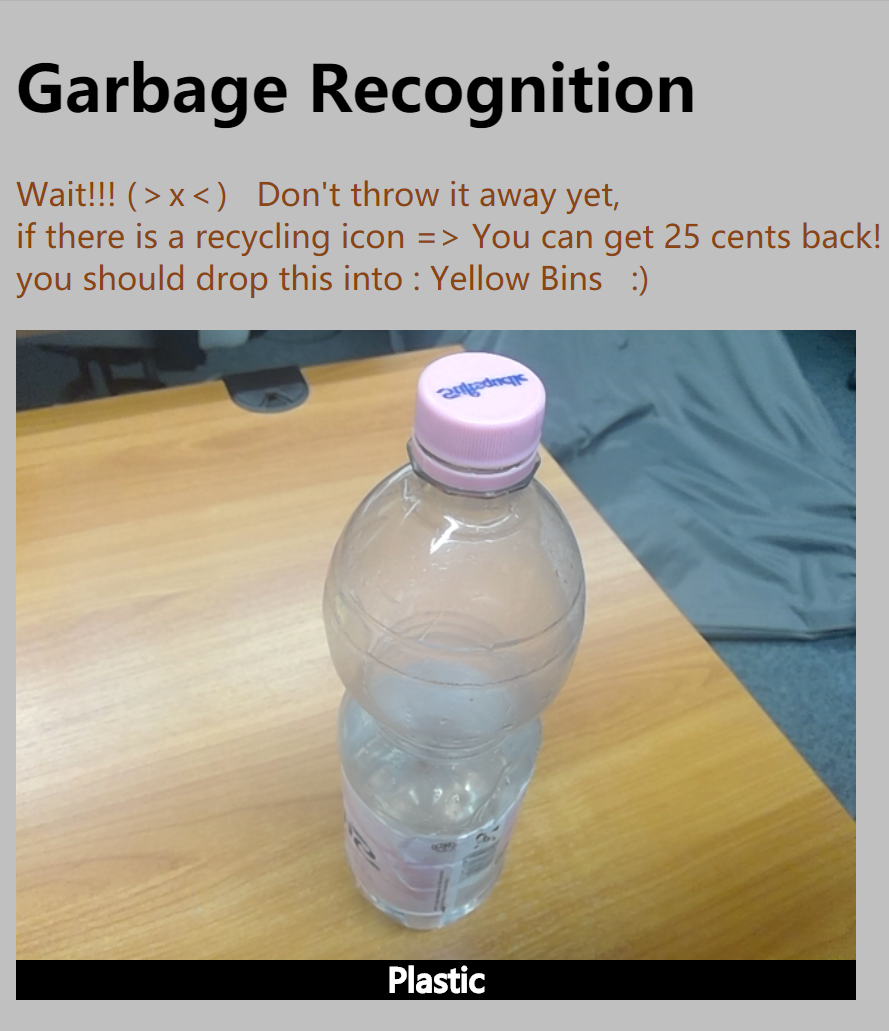 Garbage Recognition
Wait!!! (>x<) Don't throw it away yet,
if there is a recycling icon => You can get 25 cents back!
you should drop this into : Yellow Bins :)
Plastic